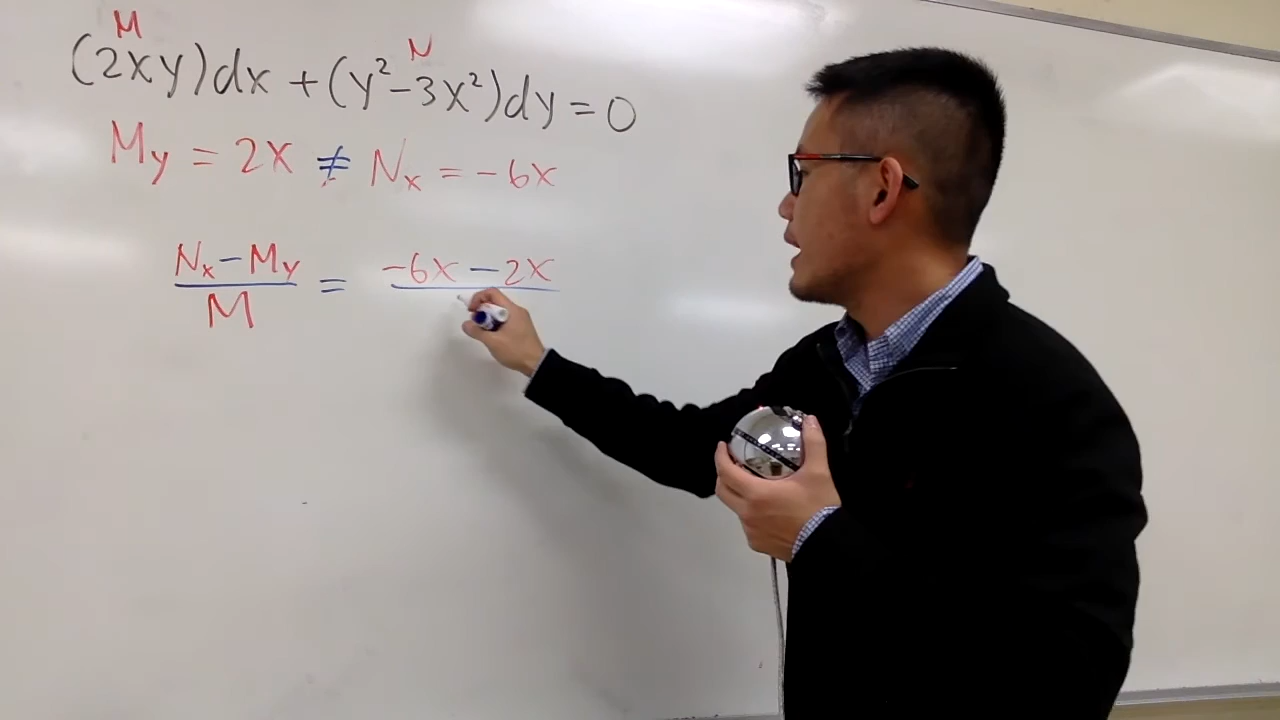 M N
(2xy)dx + (y²-3x²)dy = 0
My = 2x ≠ Nx = -6x
Nx - My / M = -6x - 2x